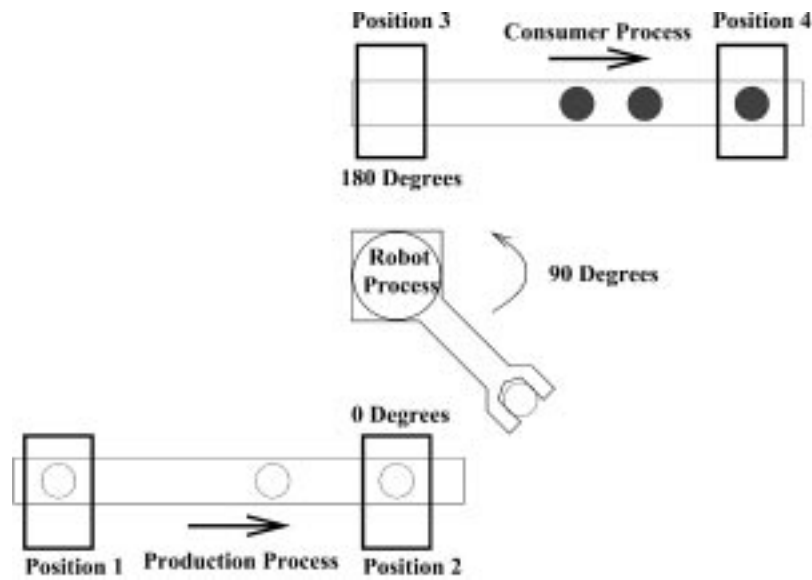 Position 3
Consumer Process
Position 4
180 Degrees
Robot
Process
90 Degrees
0 Degrees
Position 1
Production Process
Position 2